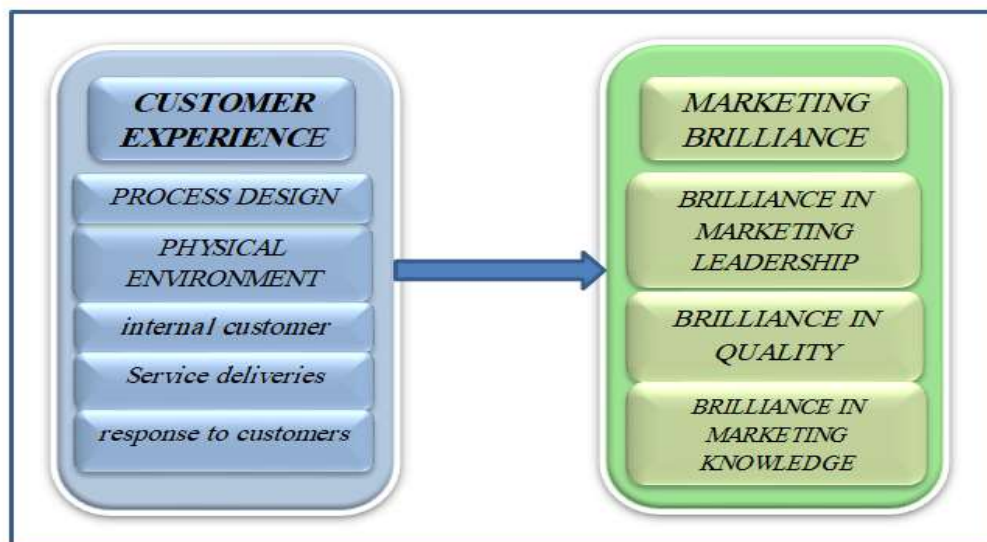 CUSTOMER
EXPERIENCE
PROCESS DESIGN
PHYSICAL
ENVIRONMENT
internal customer
Service deliveries
response to customers
MARKETING
BRILLIANCE
BRILLIANCE IN
MARKETING
LEADERSHIP
BRILLIANCE IN
QUALITY
BRILLIANCE IN
MARKETING
KNOWLEDGE